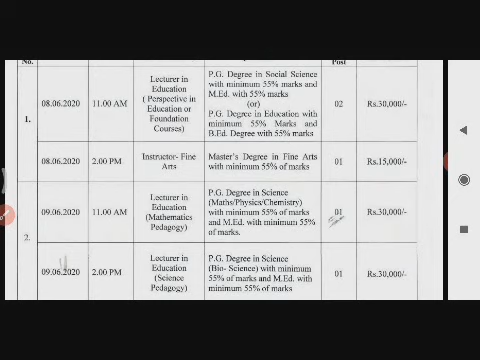 No.
Post
1.
08.06.2020
11.00 AM
Lecturer in
Education
( Perspective in
Education or
Foundation
Courses)
P.G. Degree in Social Science
with minimum 55% marks and
M.Ed. with 55% marks
(or)
P.G. Degree in Education with
minimum 55% Marks and
B.Ed. Degree with 55% marks
02
Rs.30,000/-
08.06.2020
2.00 PM
Instructor- Fine
Arts
Master's Degree in Fine Arts
with minimum 55% of marks
01
Rs.15,000/-
2.
09.06.2020
11.00 AM
Lecturer in
Education
(Mathematics
Pedagogy)
P.G. Degree in Science
(Maths/Physics/Chemistry)
with minimum 55% of marks
and M.Ed. with minimum 55%
of marks.
01
Rs.30,000/-
09.06.2020
2.00 PM
Lecturer in
Education
(Science
Pedagogy)
P.G. Degree in Science
(Bio- Science) with minimum
55% of marks and M.Ed. with
minimum 55% of marks
01
Rs.30,000/-